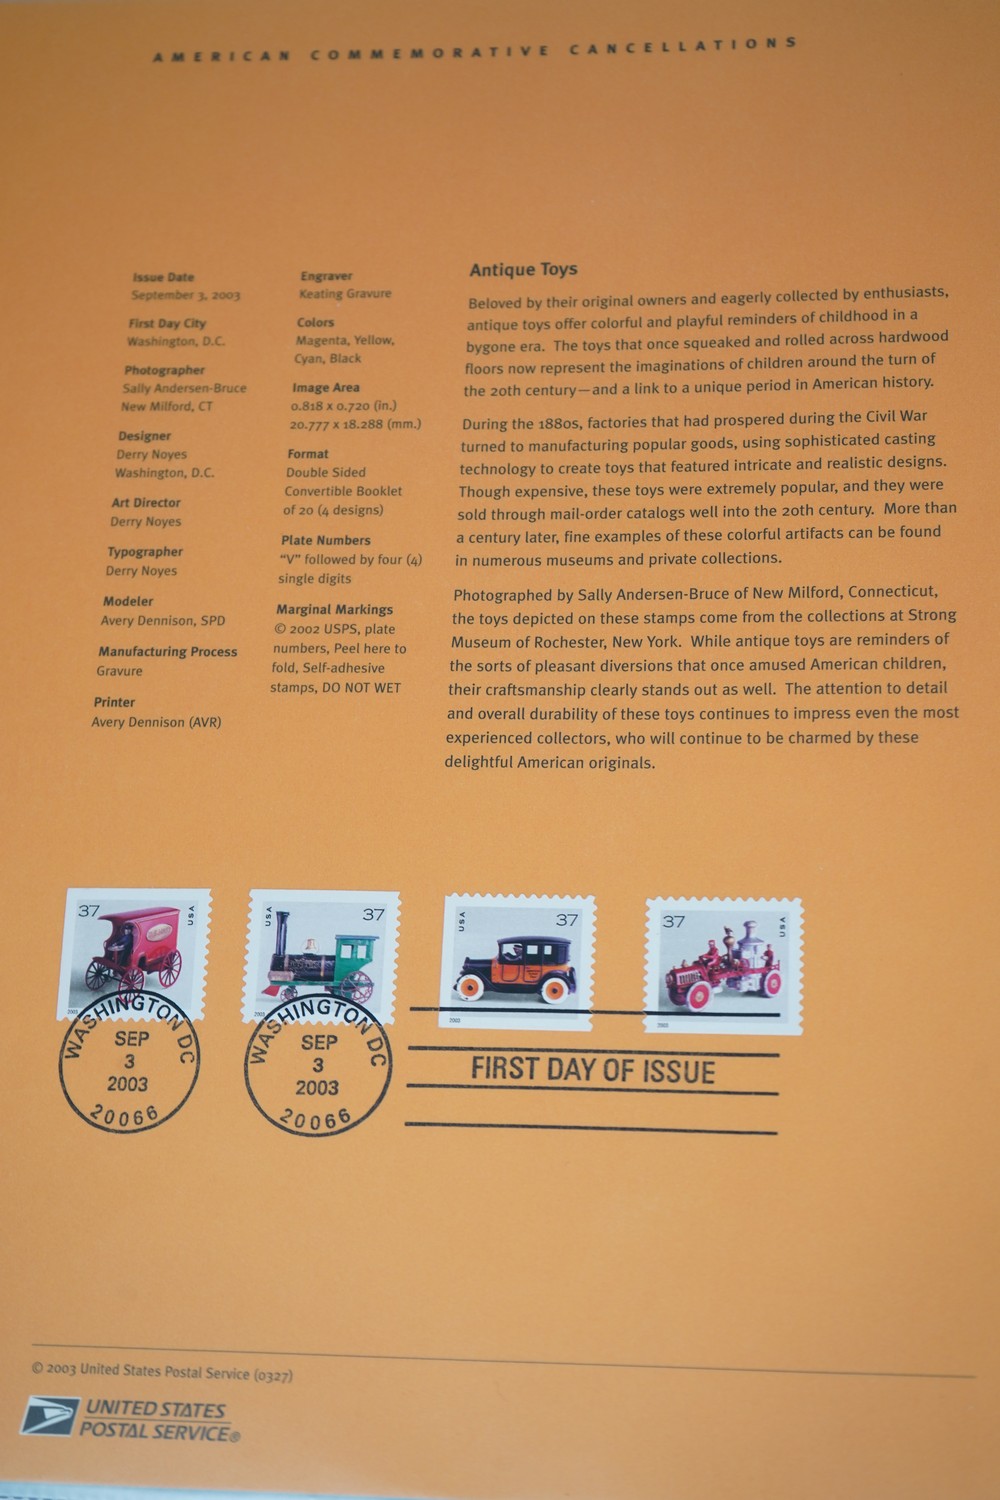 AMERICAN COMMEMORATIVE CANCELLATIONS
Issue Date
September 3, 2003
First Day City
Washington, D.C.
Photographer
Sally Andersen-Bruce
New Milford, CT
Designer
Derry Noyes
Washington, D.C.
Art Director
Derry Noyes
Typographer
Derry Noyes
Modeler
Avery Dennison, SPD
Manufacturing Process
Gravure
Printer
Avery Dennison (AVR)
Engraver
Keating Gravure
Colors
Magenta, Yellow,
Cyan, Black
Image Area
0.818 x 0.720 (in.)
20.777 x 18.288 (mm.)
Format
Double Sided
Convertible Booklet
of 20 (4 designs)
Plate Numbers
“V” followed by four (4)
single digits
Marginal Markings
© 2002 USPS, plate
numbers, Peel here to
fold, Self-adhesive
stamps, DO NOT WET
Antique Toys
Beloved by their original owners and eagerly collected by enthusiasts,
antique toys offer colorful and playful reminders of childhood in a
bygone era. The toys that once squeaked and rolled across hardwood
floors now represent the imaginations of children around the turn of
the 20th century—and a link to a unique period in American history.
During the 1880s, factories that had prospered during the Civil War
turned to manufacturing popular goods, using sophisticated casting
technology to create toys that featured intricate and realistic designs.
Though expensive, these toys were extremely popular, and they were
sold through mail-order catalogs well into the 20th century. More than
a century later, fine examples of these colorful artifacts can be found
in numerous museums and private collections.
Photographed by Sally Andersen-Bruce of New Milford, Connecticut,
the toys depicted on these stamps come from the collections at Strong
Museum of Rochester, New York. While antique toys are reminders of
the sorts of pleasant diversions that once amused American children,
their craftsmanship clearly stands out as well. The attention to detail
and overall durability of these toys continues to impress even the most
experienced collectors, who will continue to be charmed by these
delightful American originals.
37 USA
2003
USA 37
2003
USA 37
2003
37 USA
2003
WASHINGTON DC
SEP
3
2003
20066
WASHINGTON DC
SEP
3
2003
20066
FIRST DAY OF ISSUE
© 2003 United States Postal Service (0327)
UNITED STATES
POSTAL SERVICE®